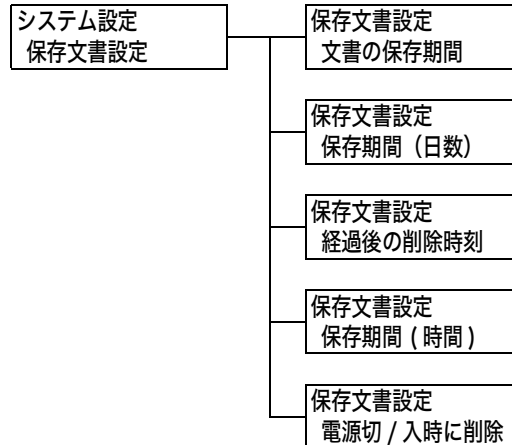 システム設定
保存文書設定
保存文書設定
文書の保存期間
保存文書設定
保存期間（日数）
保存文書設定
経過後の削除時刻
保存文書設定
保存期間 ( 時間 )
保存文書設定
電源切 / 入時に削除